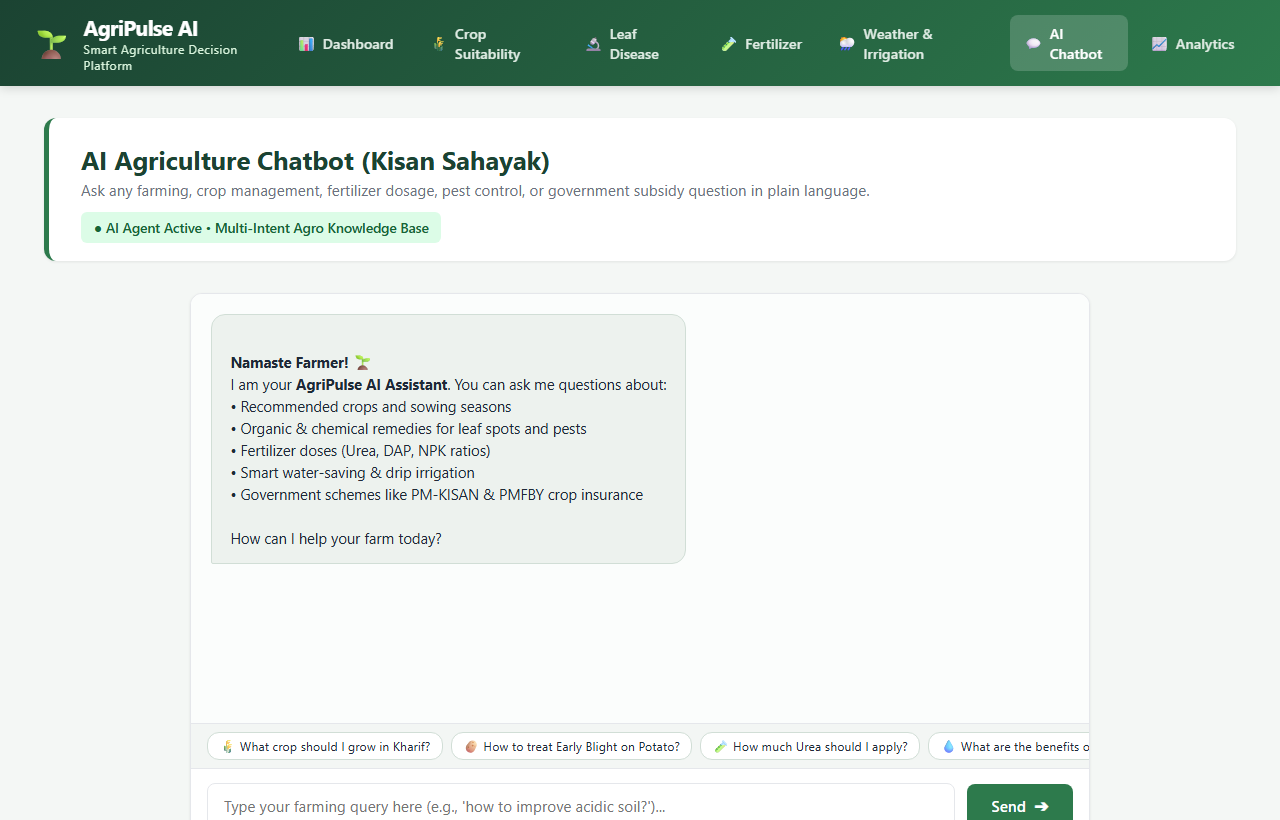 AgriPulse AI
Smart Agriculture Decision
Platform
Dashboard
Crop
Suitability
Leaf
Disease
Fertilizer
Weather &
Irrigation
AI
Chatbot
Analytics
AI Agriculture Chatbot (Kisan Sahayak)
Ask any farming, crop management, fertilizer dosage, pest control, or government subsidy question in plain language.
● AI Agent Active • Multi-Intent Agro Knowledge Base
Namaste Farmer! 🌱
I am your AgriPulse AI Assistant. You can ask me questions about:
• Recommended crops and sowing seasons
• Organic & chemical remedies for leaf spots and pests
• Fertilizer doses (Urea, DAP, NPK ratios)
• Smart water-saving & drip irrigation
• Government schemes like PM-KISAN & PMFBY crop insurance
How can I help your farm today?
What crop should I grow in Kharif?
How to treat Early Blight on Potato?
How much Urea should I apply?
What are the benefits o
Type your farming query here (e.g., 'how to improve acidic soil?')...
Send ➔